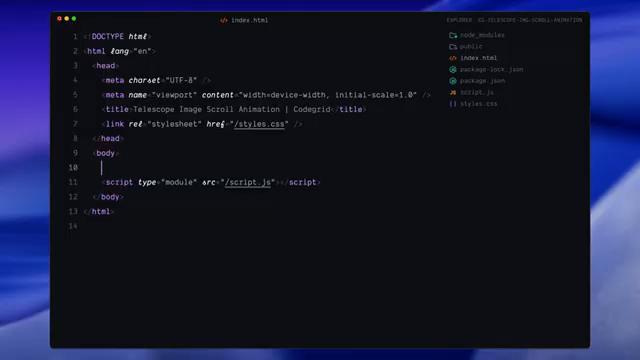 </> index.html
EXPLORER: CG-TELESCOPE-IMG-SCROLL-ANIMATION
1 <!DOCTYPE html>
2 <html lang="en">
3 <head>
4 <meta charset="UTF-8" />
5 <meta name="viewport" content="width=device-width, initial-scale=1.0" />
6 <title>Telescope Image Scroll Animation | Codegrid</title>
7 <link rel="stylesheet" href="/styles.css" />
8 </head>
9 <body>
10
11 <script type="module" src="/script.js"></script>
12 </body>
13 </html>
14
node_modules
public
</> index.html
package-lock.json
package.json
JS script.js
{} styles.css